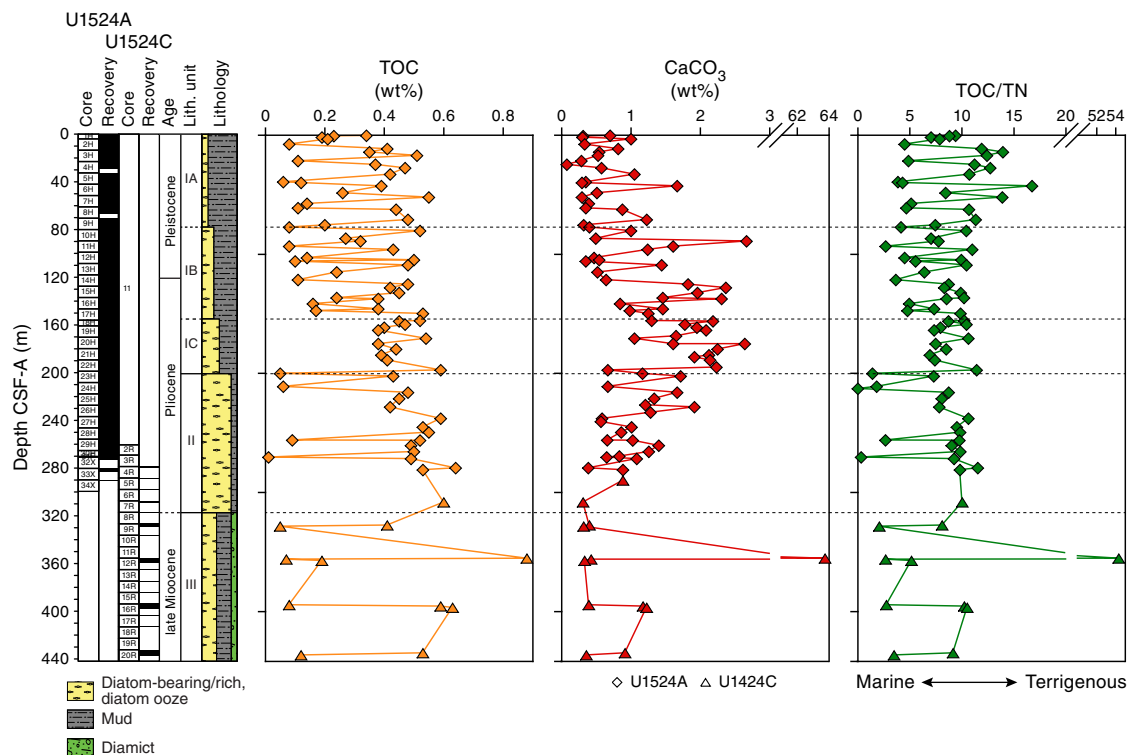 U1524A
U1524C
Core
Recovery
Core
Recovery
Age
Lith. unit
Lithology
TOC
(wt%)
CaCO3
(wt%)
TOC/TN
0 0.2 0.4 0.6 0.8
0 1 2 3 62 64
0 5 10 15 20 52 54
Depth CSF-A (m)
0
40
80
120
160
200
240
280
320
360
400
440
2H
3H
4H
5H
6H
7H
8H
9H
10H
11H
12H
13H
14H
15H
16H
17H
19H
20H
21H
22H
23H
24H
25H
26H
27H
28H
29H
32X
33X
34X
11
2R
3R
4R
5R
6R
7R
8R
9R
10R
11R
12R
13R
14R
15R
16R
17R
18R
19R
20R
Pleistocene
Pliocene
late Mioocene
IA
IB
IC
II
III
U1524A U1424C
Marine Terrigenous
Diatom-bearing/rich,
diatom ooze
Mud
Diamict